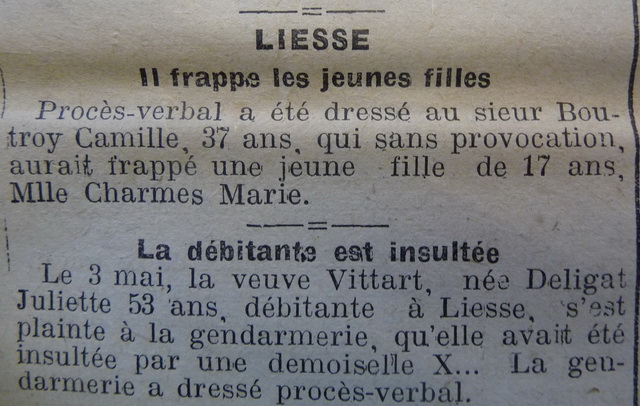 LIESSE
Il frappe les jeunes filles
Procès-verbal a été dressé au sieur Bou-
troy Camille, 37 ans, qui sans provocation,
aurait frappé une jeune fille de 17 ans,
Mlle Charmes Marie.
La débitante est insultée
Le 3 mai, la veuve Vittart, née Deligat
Juliette 53 ans, débitante à Liesse, s'est
plainte à la gendarmerie, qu'elle avait été
insultée par une demoiselle X... La gen-
darmerie a dressé procès-verbal.